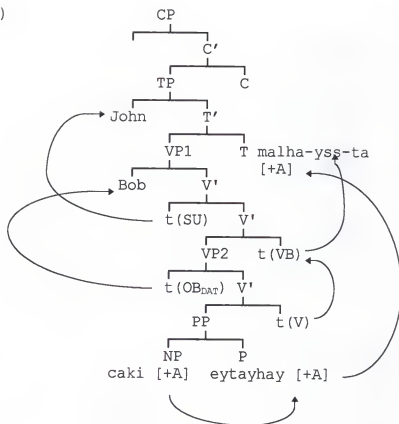 )
CP
C'
TP C
John T'
VP1 T malha-yss-ta
[+A]
Bob V'
t(SU) V'
VP2 t(VB)
t(OBDAT) V'
PP t(V)
NP P
caki [+A] eytayhay [+A]